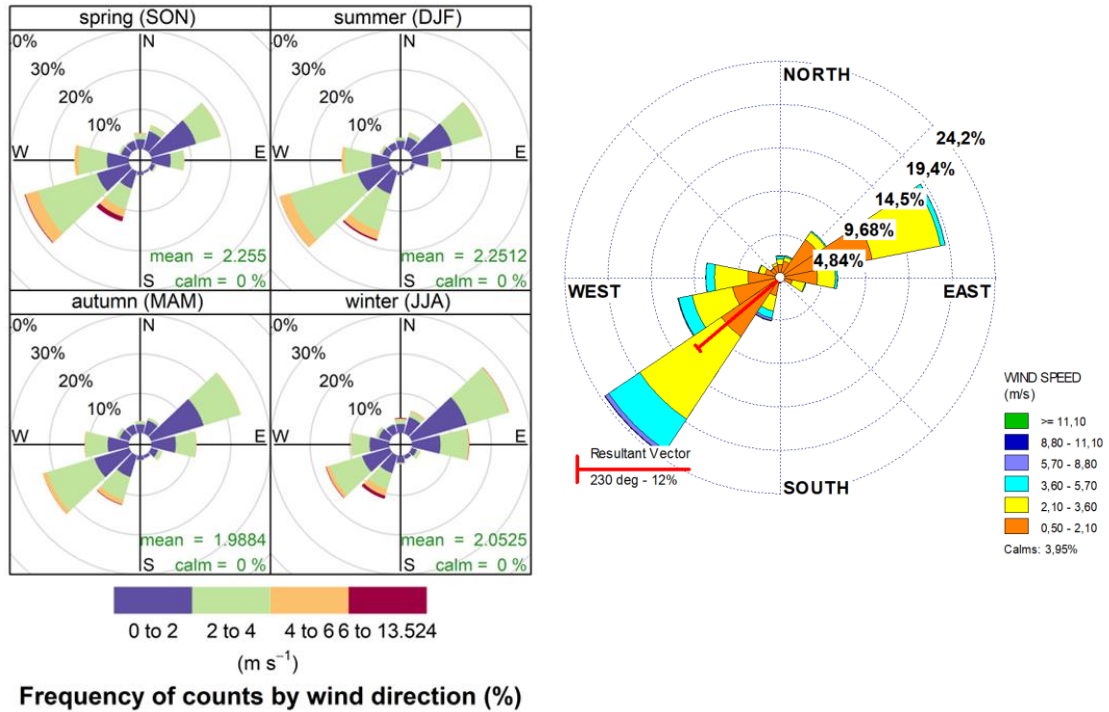 spring (SON)
summer (DJF)
0%
30%
20%
10%
N
W
E
S
mean = 2.255
calm = 0 %
0%
30%
20%
10%
N
W
E
S
mean = 2.2512
calm = 0 %
autumn (MAM)
winter (JJA)
0%
30%
20%
10%
N
W
E
S
mean = 1.9884
calm = 0 %
0%
30%
20%
10%
N
W
E
S
mean = 2.0525
calm = 0 %
0 to 2 2 to 4 4 to 6 6 to 13.524
(m s⁻¹)
Frequency of counts by wind direction (%)
NORTH
24,2%
19,4%
14,5%
9,68%
4,84%
WEST
EAST
SOUTH
Resultant Vector
230 deg - 12%
WIND SPEED
(m/s)
>= 11,10
8,80 - 11,10
5,70 - 8,80
3,60 - 5,70
2,10 - 3,60
0,50 - 2,10
Calms: 3,95%